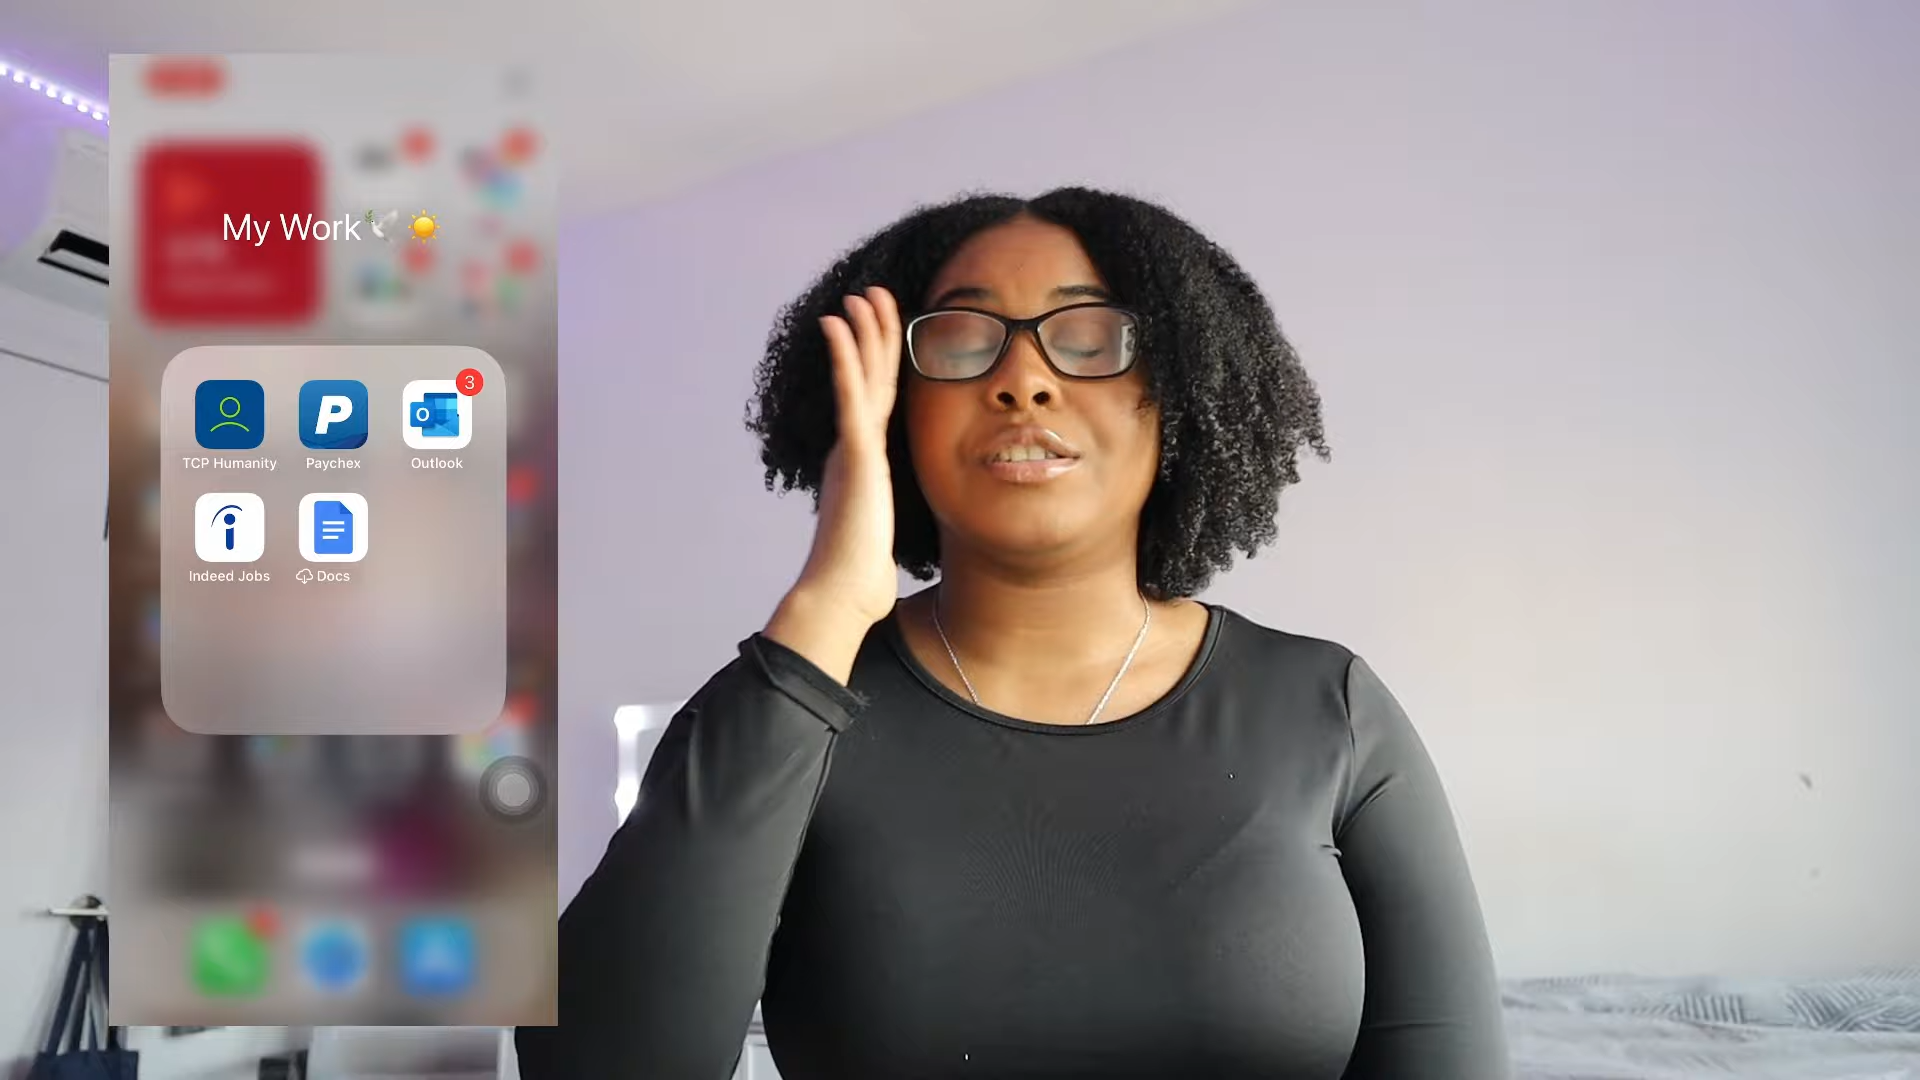 My Work🕊️☀️
3
TCP Humanity
Paychex
Outlook
Indeed Jobs
Docs